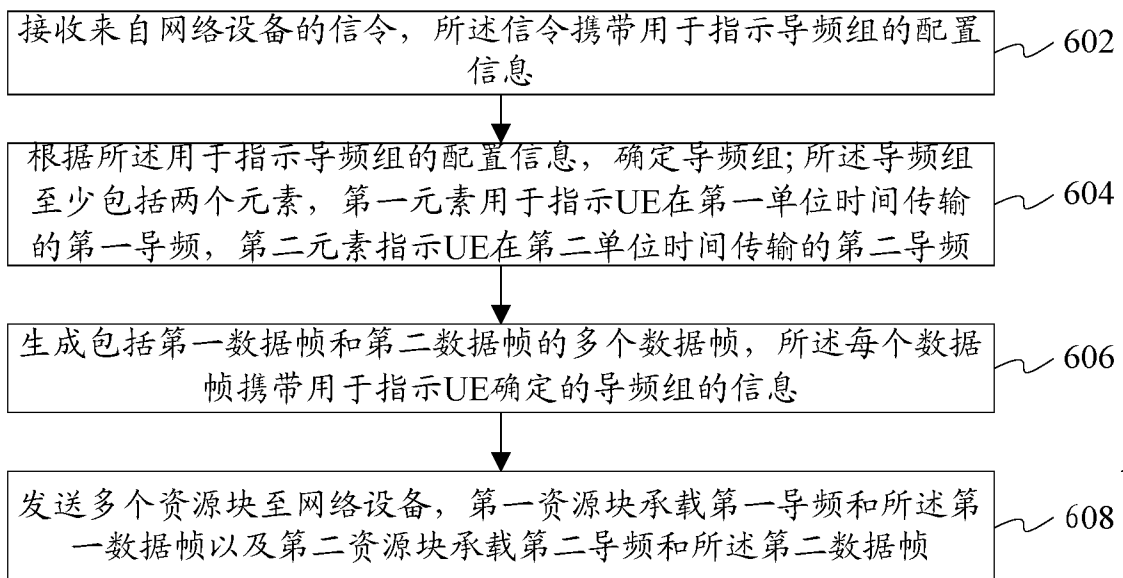 接收来自网络设备的信令，所述信令携带用于指示导频组的配置
信息
602
根据所述用于指示导频组的配置信息，确定导频组;所述导频组
至少包括两个元素，第一元素用于指示UE在第一单位时间传输
的第一导频，第二元素指示UE在第二单位时间传输的第二导频
604
生成包括第一数据帧和第二数据帧的多个数据帧，所述每个数据
帧携带用于指示UE确定的导频组的信息
606
发送多个资源块至网络设备，第一资源块承载第一导频和所述第
一数据帧以及第二资源块承载第二导频和所述第二数据帧
608